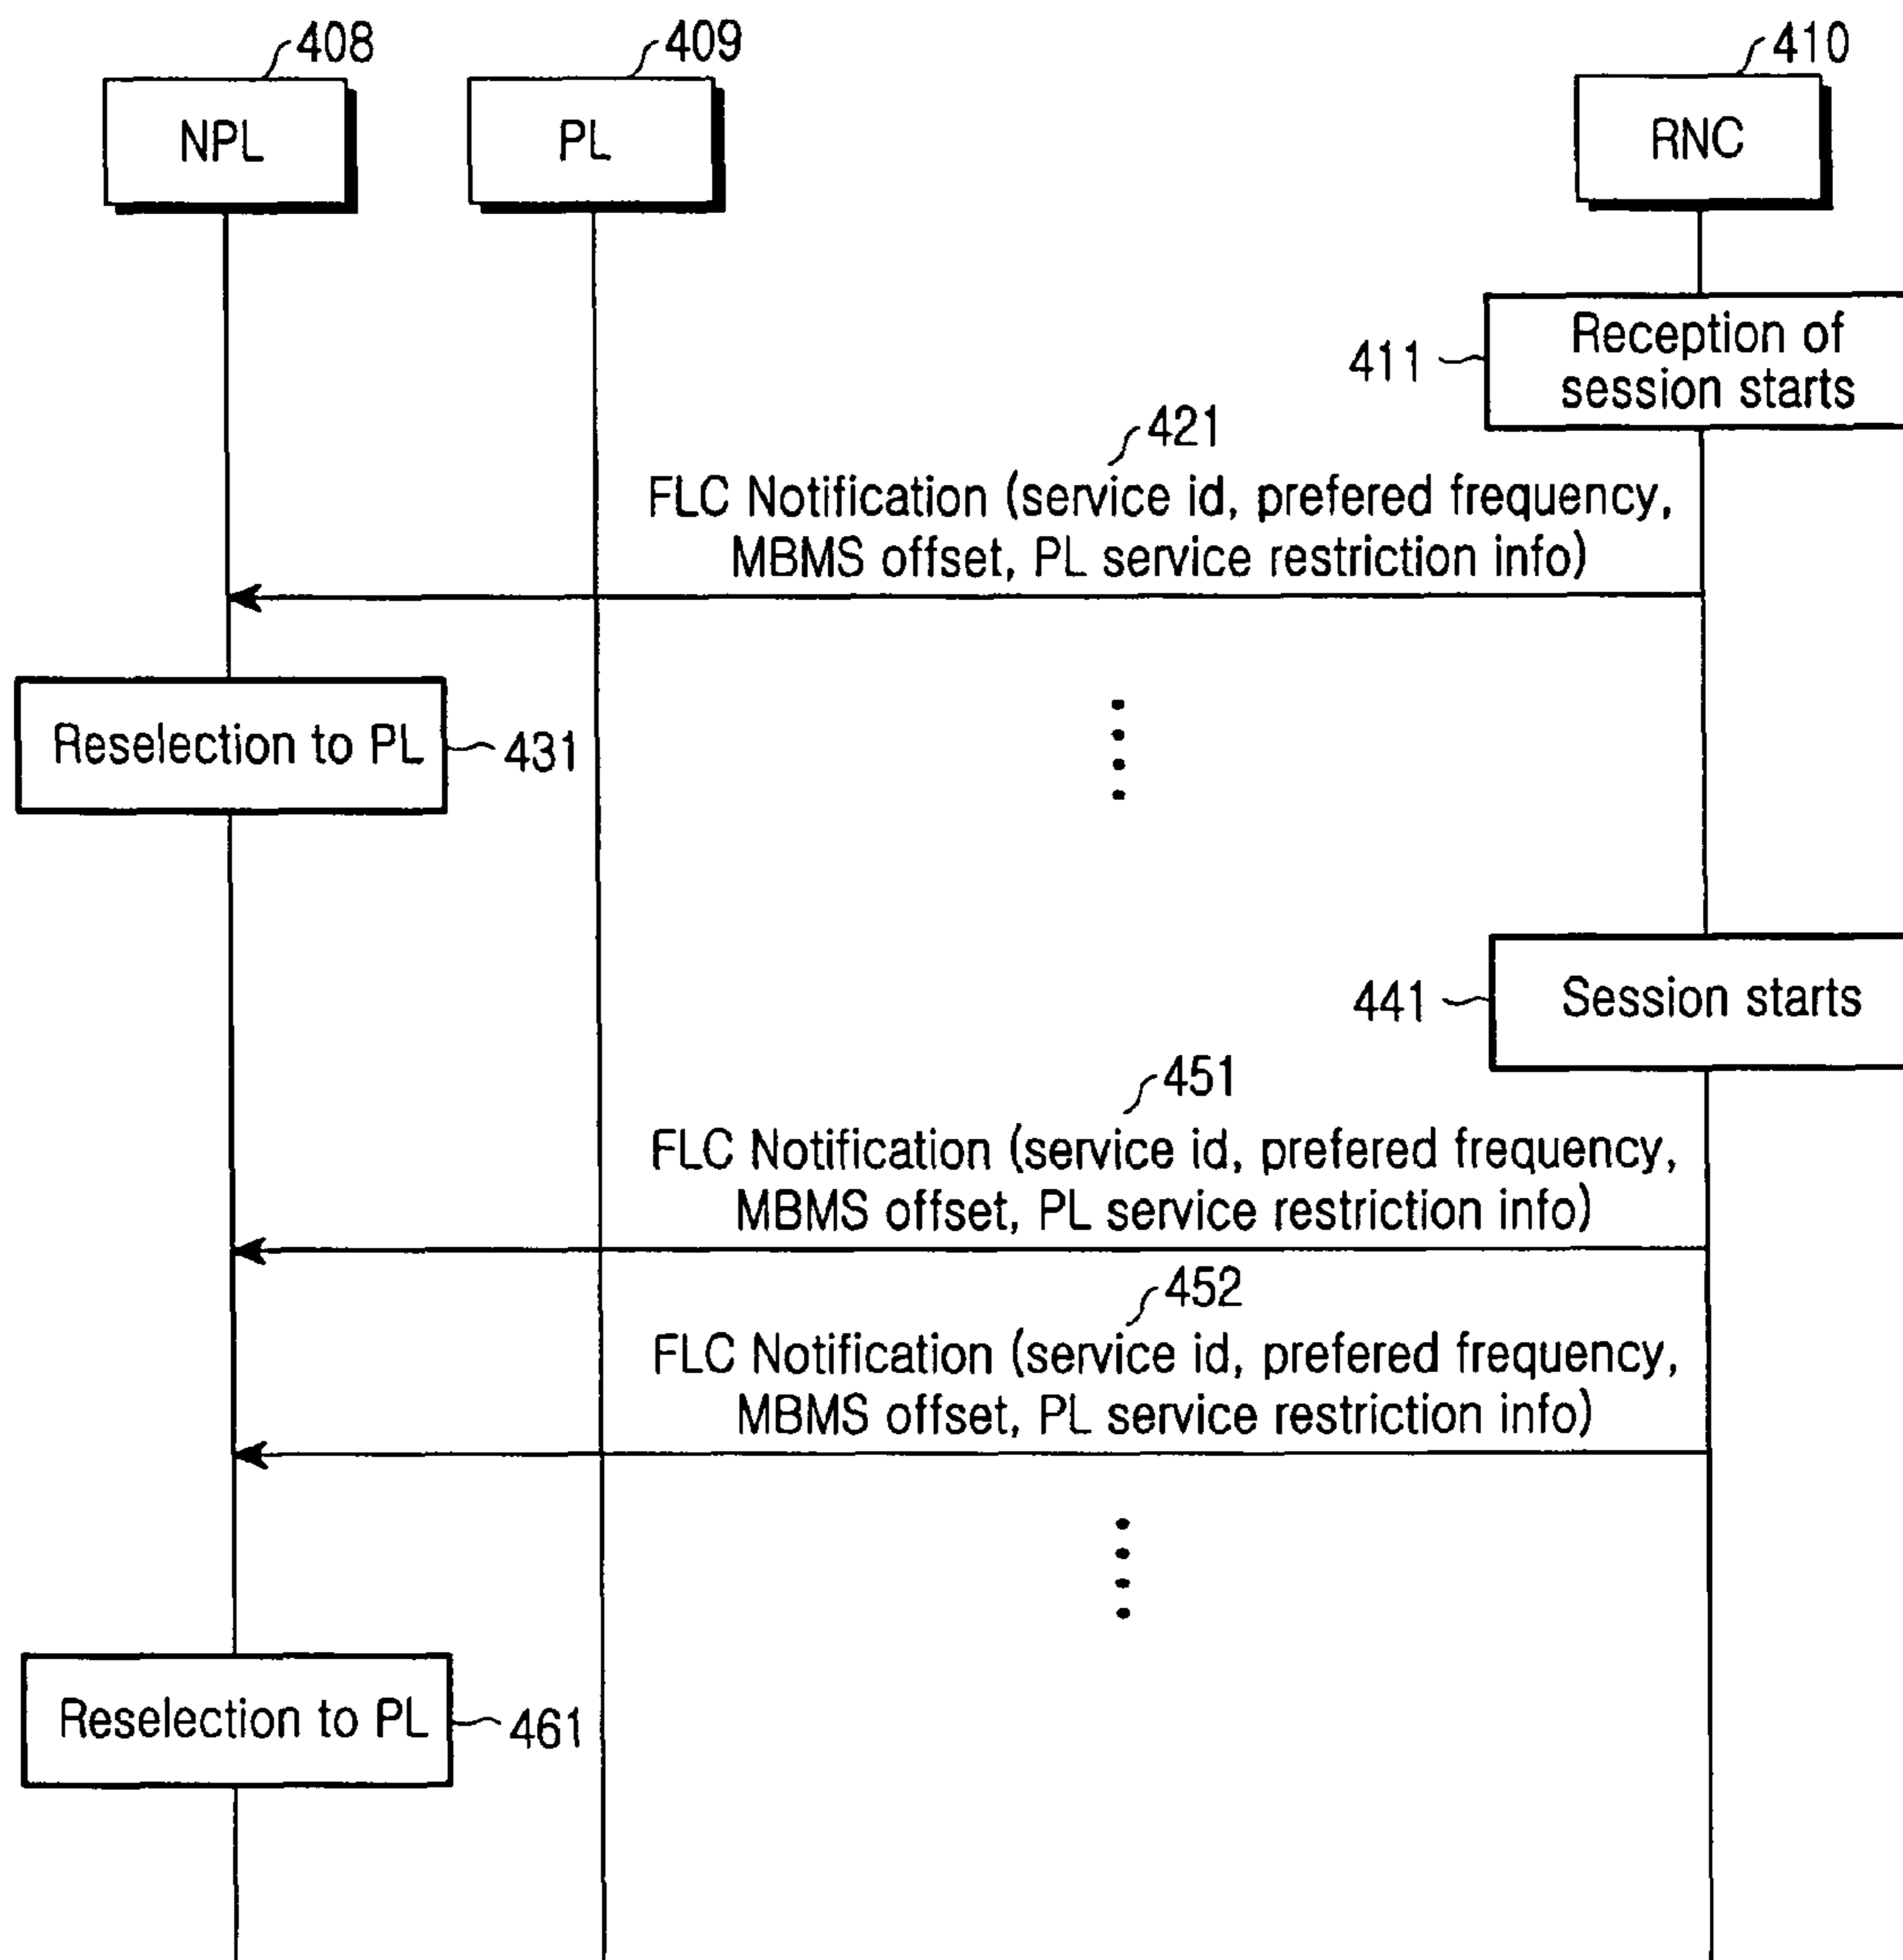 408
409
410
NPL
PL
RNC
Reception of
session starts
411
421
FLC Notification (service id, prefered frequency,
MBMS offset, PL service restriction info)
Reselection to PL
431
Session starts
441
451
FLC Notification (service id, prefered frequency,
MBMS offset, PL service restriction info)
452
FLC Notification (service id, prefered frequency,
MBMS offset, PL service restriction info)
Reselection to PL
461